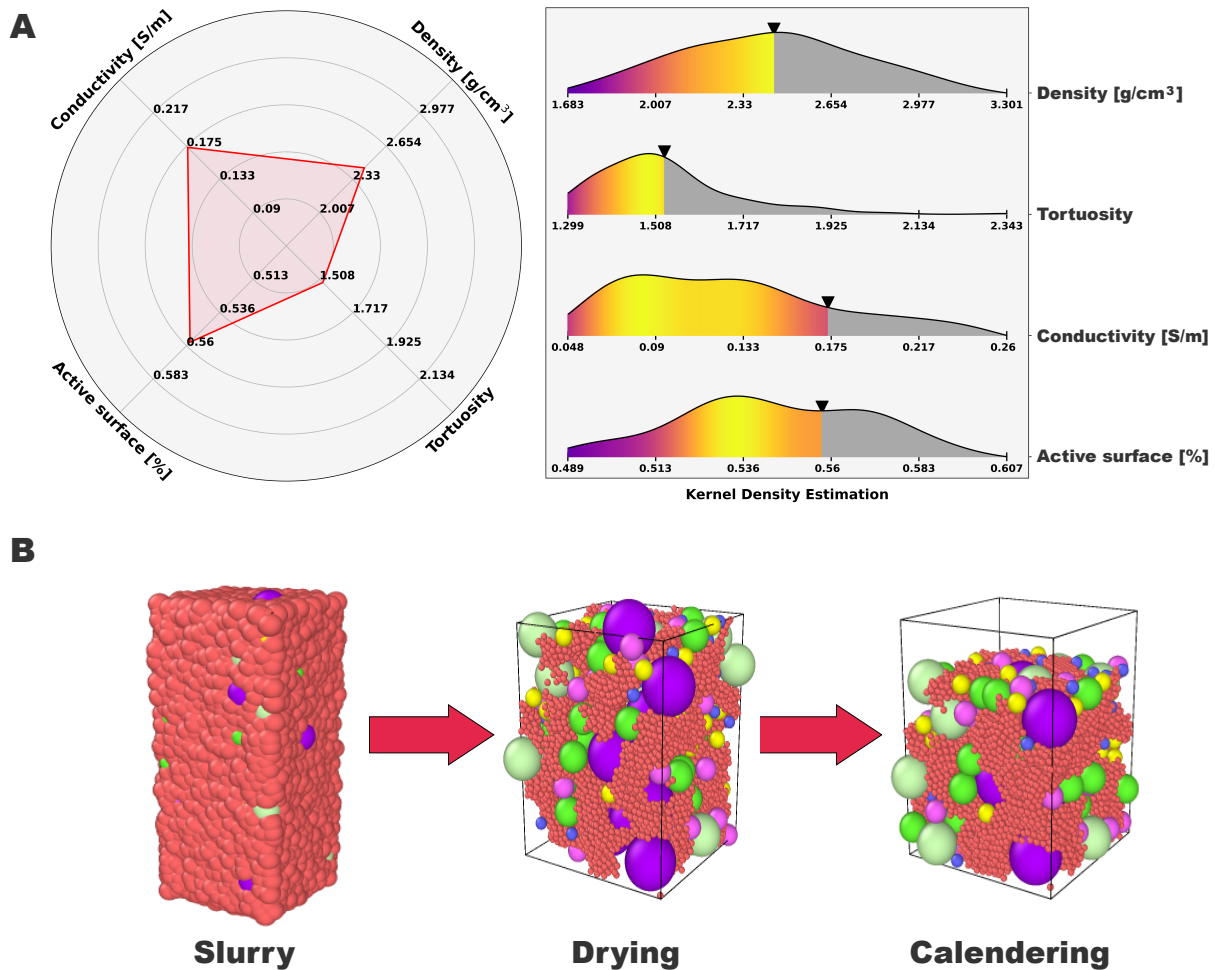 A
Conductivity [S/m]
Density [g/cm³]
0.217
2.977
0.175
2.654
0.133
2.33
0.09
2.007
0.513
1.508
0.536
1.717
0.56
1.925
0.583
2.134
Active surface [%]
Tortuosity
1.683 2.007 2.33 2.654 2.977 3.301
Density [g/cm³]
1.299 1.508 1.717 1.925 2.134 2.343
Tortuosity
0.048 0.09 0.133 0.175 0.217 0.26
Conductivity [S/m]
0.489 0.513 0.536 0.56 0.583 0.607
Active surface [%]
Kernel Density Estimation
B
Slurry
Drying
Calendering